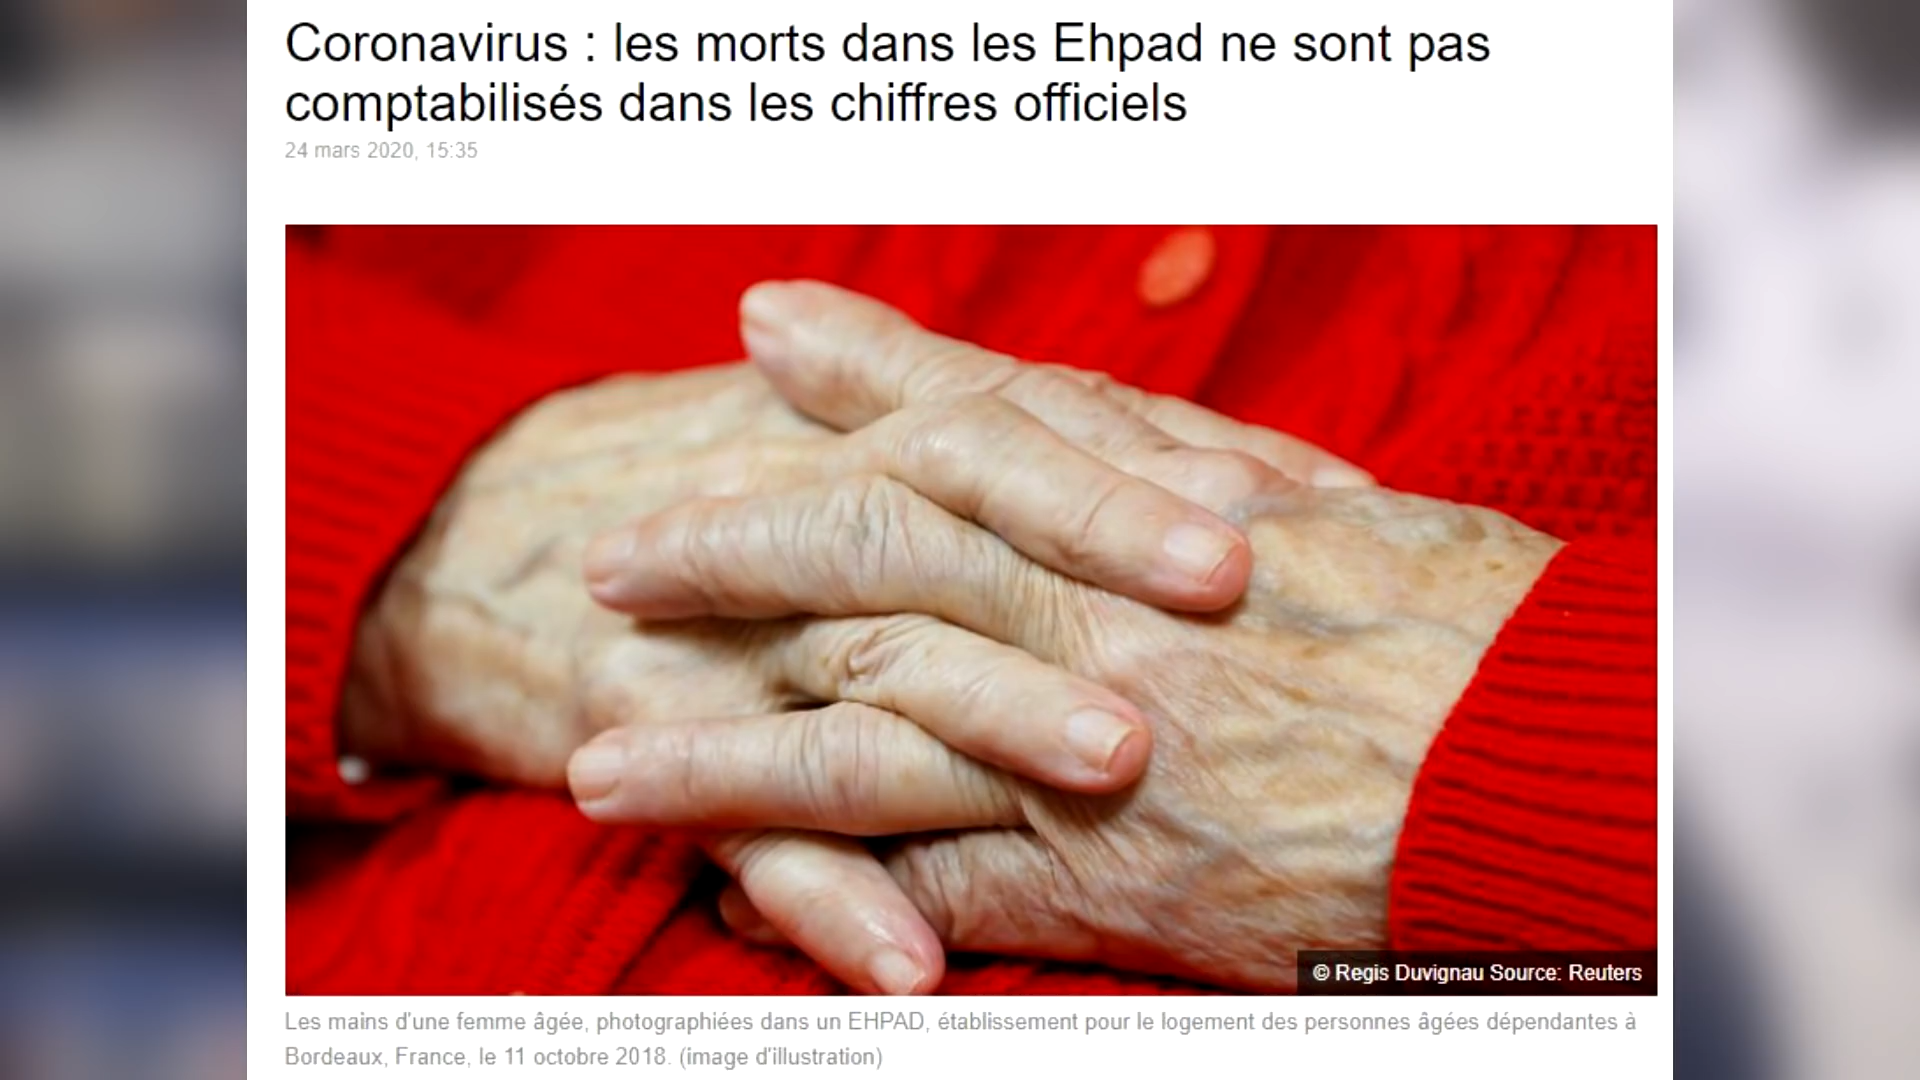 Coronavirus : les morts dans les Ehpad ne sont pas
comptabilisés dans les chiffres officiels
24 mars 2020, 15:35
© Regis Duvignau Source: Reuters
Les mains d'une femme âgée, photographiées dans un EHPAD, établissement pour le logement des personnes âgées dépendantes à
Bordeaux, France, le 11 octobre 2018. (image d'illustration)